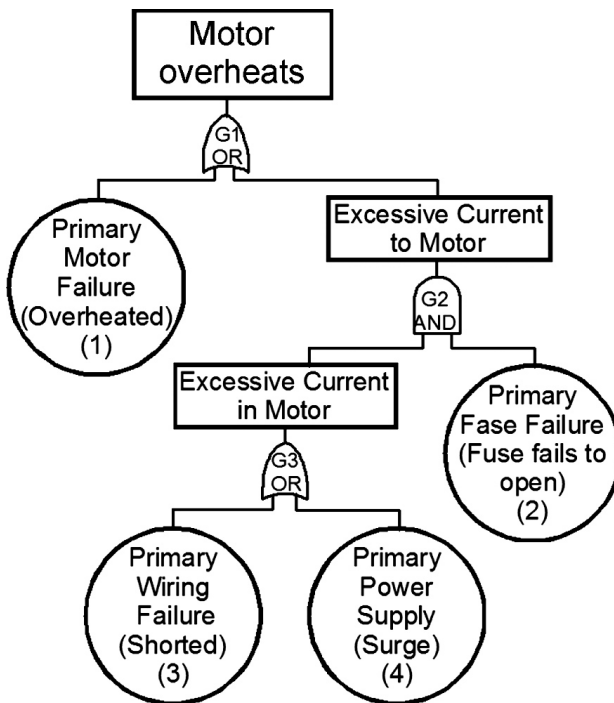 Motor
overheats
G1
OR
Primary
Motor
Failure
(Overheated)
(1)
Excessive Current
to Motor
G2
AND
Excessive Current
in Motor
Primary
Fase Failure
(Fuse fails to
open)
(2)
G3
OR
Primary
Wiring
Failure
(Shorted)
(3)
Primary
Power
Supply
(Surge)
(4)